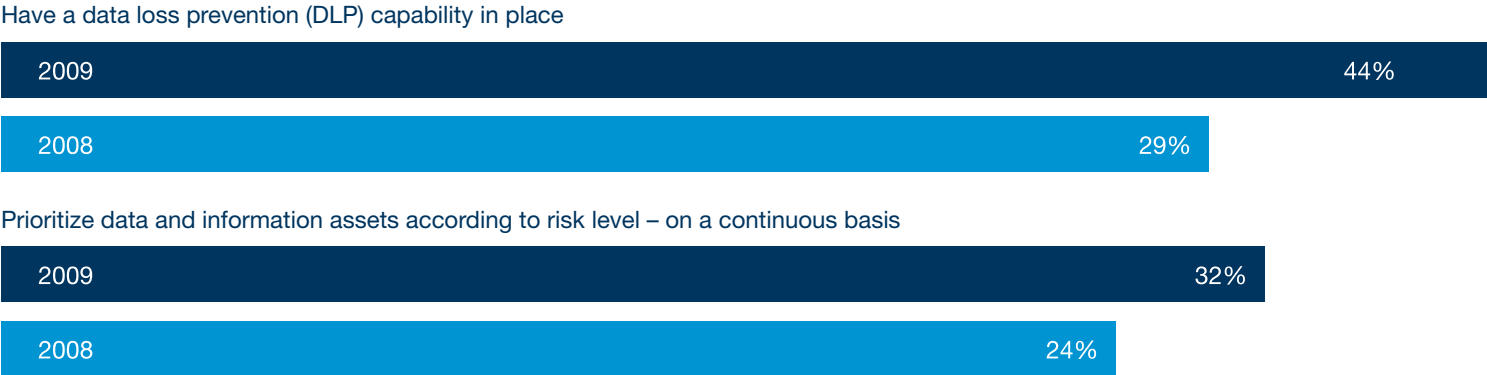 Have a data loss prevention (DLP) capability in place
2009 44%
2008 29%
Prioritize data and information assets according to risk level – on a continuous basis
2009 32%
2008 24%